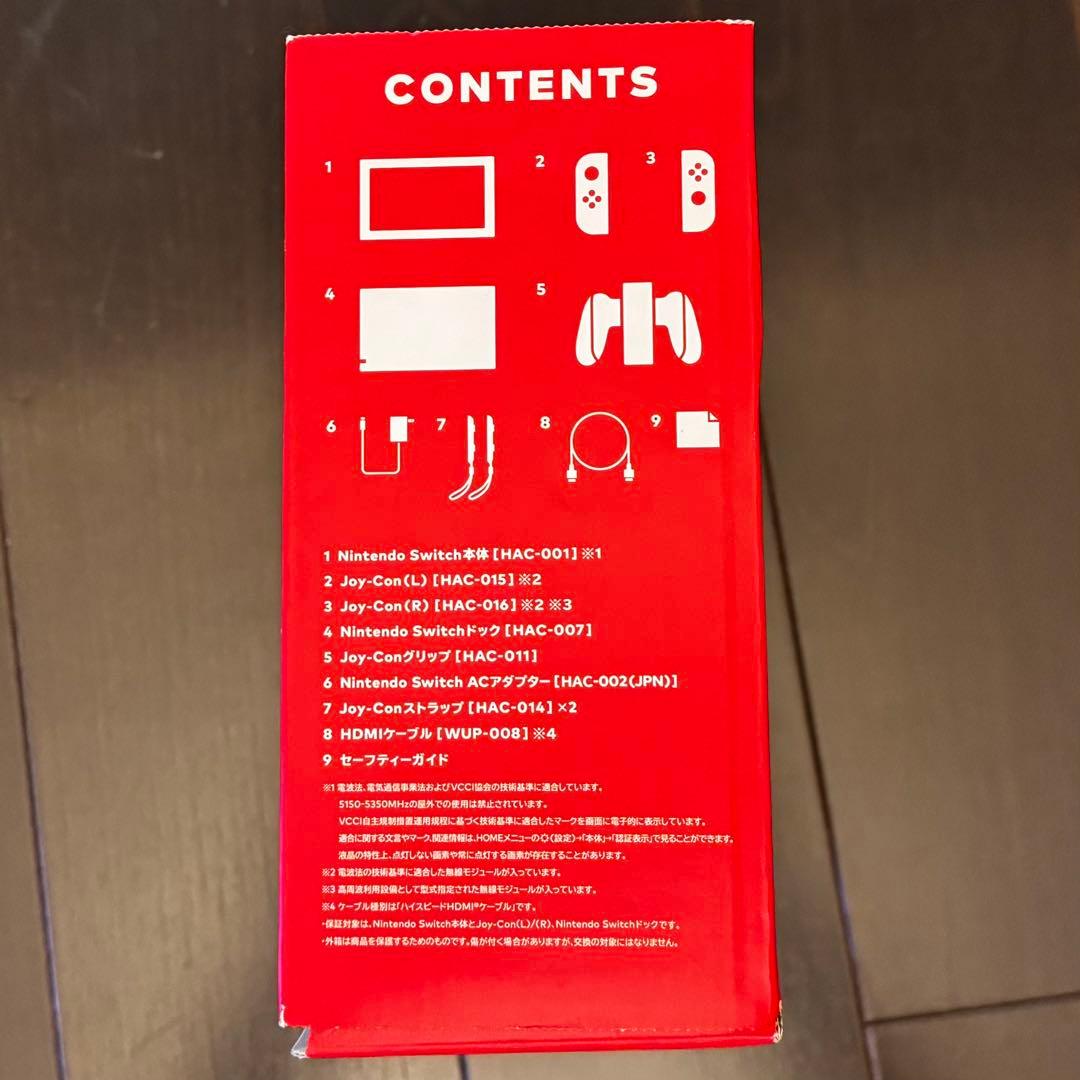 CONTENTS
1
2
3
4
5
6
7
8
9
1 Nintendo Switch本体 [HAC-001] ※1
2 Joy-Con(L) [HAC-015] ※2
3 Joy-Con(R) [HAC-016] ※2 ※3
4 Nintendo Switchドック [HAC-007]
5 Joy-Conグリップ [HAC-011]
6 Nintendo Switch ACアダプター [HAC-002(JPN)]
7 Joy-Conストラップ [HAC-014] ×2
8 HDMIケーブル [WUP-008] ※4
9 セーフティーガイド
※1 電波法、電気通信事業法およびVCCI協会の技術基準に適合しています。
5150-5350MHzの屋外での使用は禁止されています。
VCCI自主規制措置運用規程に基づく技術基準に適合したマークを画面に電子的に表示しています。
適合に関する文言やマーク、関連情報は、HOMEメニューの(設定)→「本体」→「認証表示」で見ることができます。
液晶の特性上、点灯しない画素や常に点灯する画素が存在することがあります。
※2 電波法の技術基準に適合した無線モジュールが入っています。
※3 高周波利用設備として型式指定された無線モジュールが入っています。
※4 ケーブル種別は「ハイスピードHDMI®ケーブル」です。
・保証対象は、Nintendo Switch本体とJoy-Con(L)/(R)、Nintendo Switchドックです。
・外箱は商品を保護するためのものです。傷が付く場合がありますが、交換の対象にはなりません。